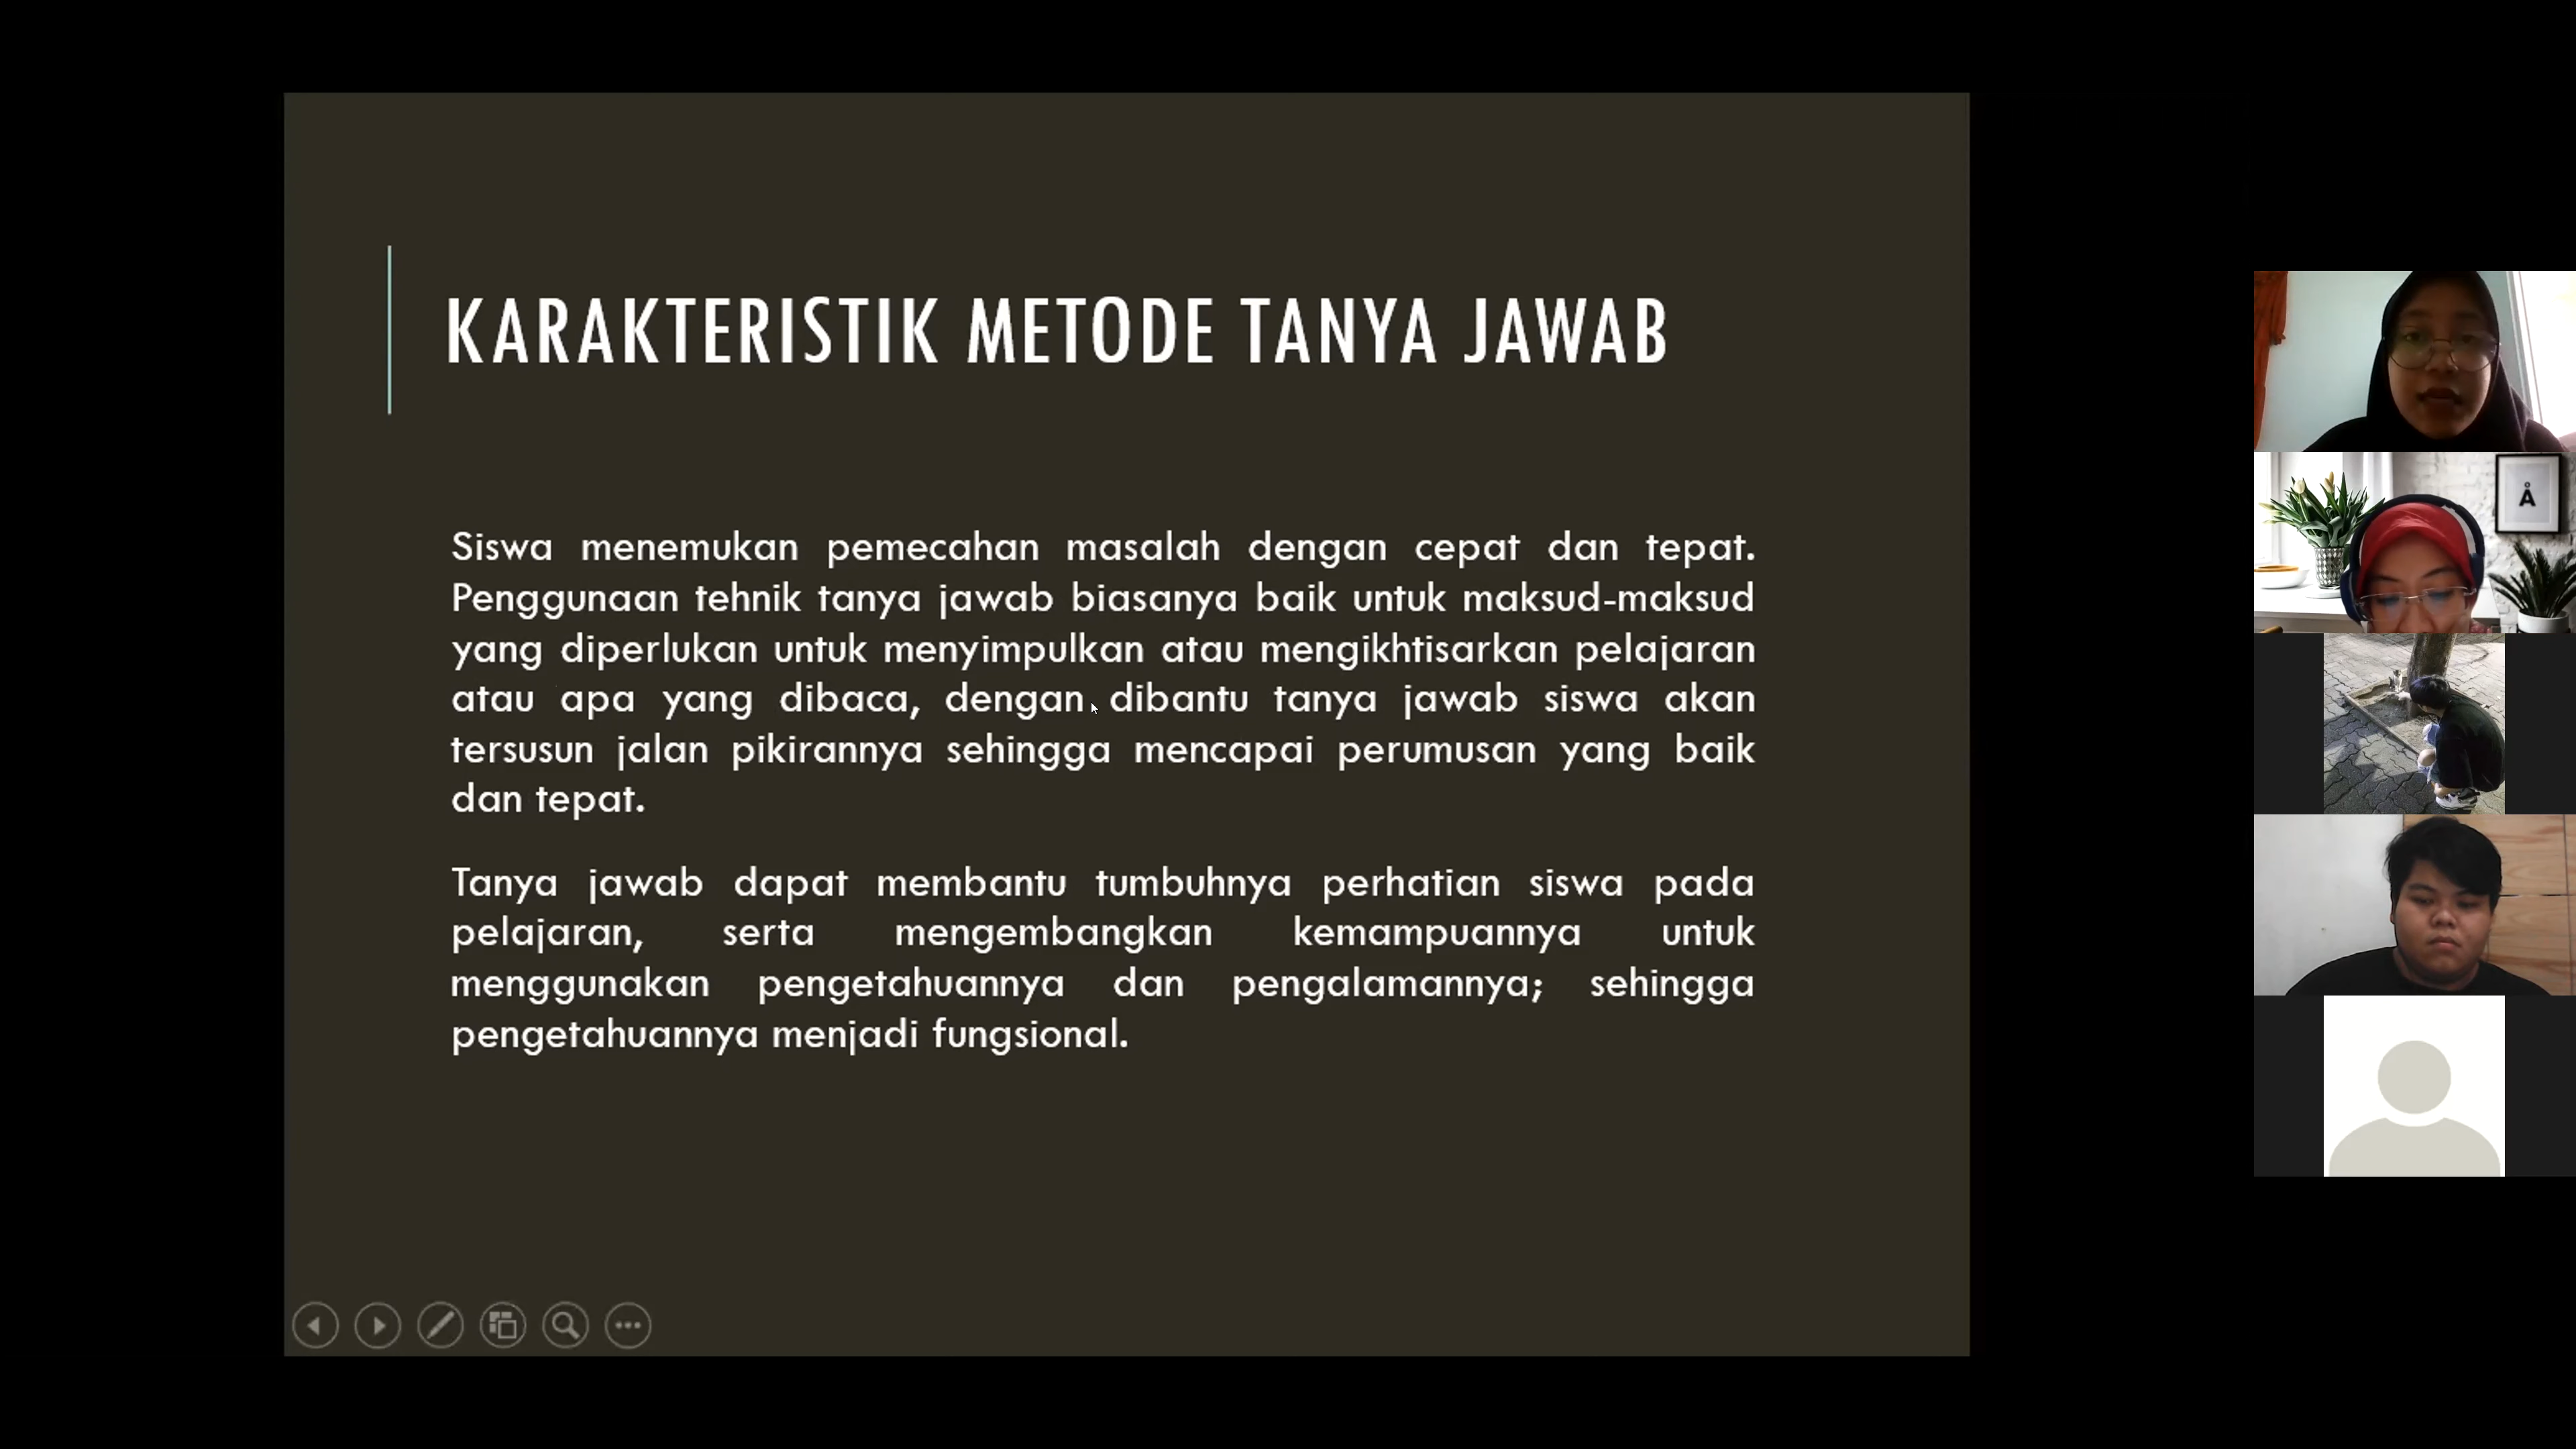 KARAKTERISTIK METODE TANYA JAWAB
Siswa menemukan pemecahan masalah dengan cepat dan tepat.
Penggunaan tehnik tanya jawab biasanya baik untuk maksud-maksud
yang diperlukan untuk menyimpulkan atau mengikhtisarkan pelajaran
atau apa yang dibaca, dengan dibantu tanya jawab siswa akan
tersusun jalan pikirannya sehingga mencapai perumusan yang baik
dan tepat.
Tanya jawab dapat membantu tumbuhnya perhatian siswa pada
pelajaran, serta mengembangkan kemampuannya untuk
menggunakan pengetahuannya dan pengalamannya; sehingga
pengetahuannya menjadi fungsional.
Å